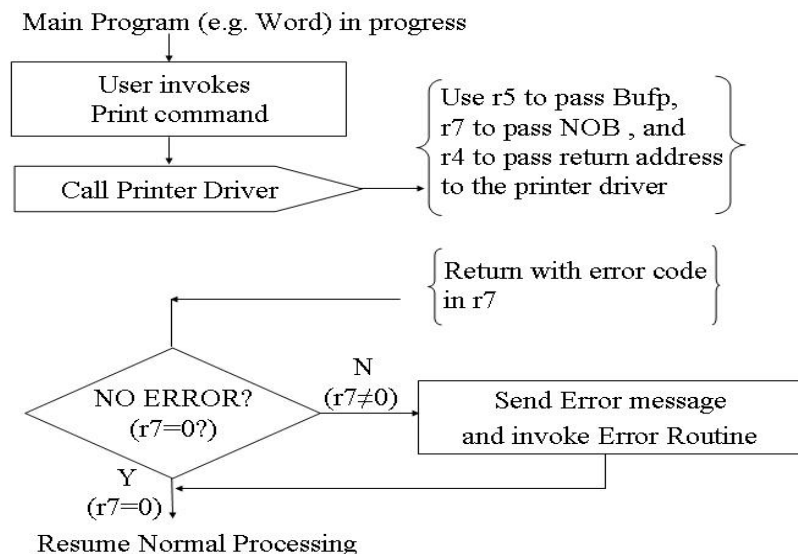 Main Program (e.g. Word) in progress
User invokes
Print command
Call Printer Driver
Use r5 to pass Bufp,
r7 to pass NOB , and
r4 to pass return address
to the printer driver
Return with error code
in r7
NO ERROR?
(r7=0?)
N
(r7≠0)
Send Error message
and invoke Error Routine
Y
(r7=0)
Resume Normal Processing